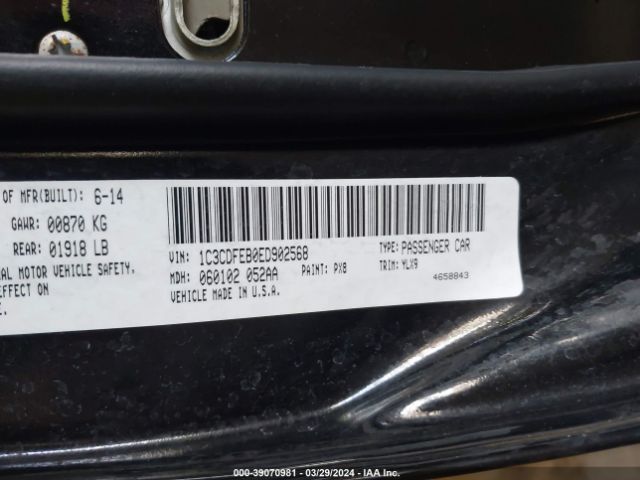 OF MFR(BUILT): 6-14
GAWR: 00870 KG
REAR: 01918 LB
MOTOR VEHICLE SAFETY,
EFFECT ON
VIN: 1C3CDFEB0ED902568
TYPE: PASSENGER CAR
MDH: 060102 052AA
PAINT: PX8
TRIM: YLX9
VEHICLE MADE IN U.S.A.
4658843
000-39070981 - 03/29/2024 - IAA Inc.